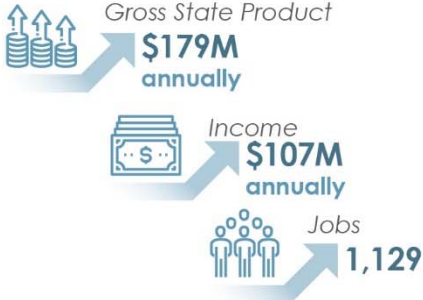 Gross State Product
$179M
annually
$
Income
$107M
annually
Jobs
1,129